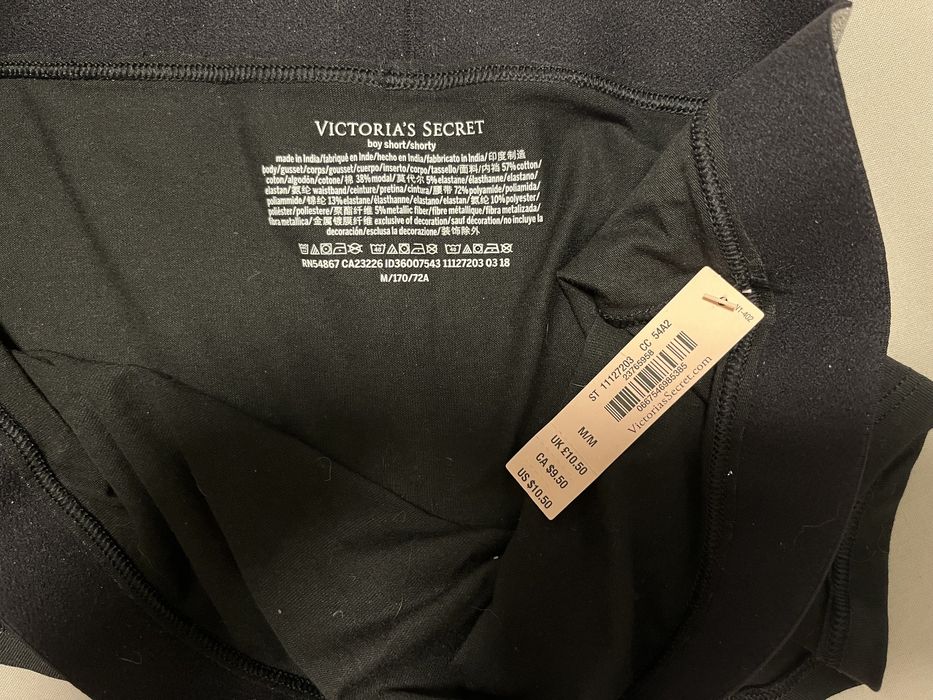 VICTORIA'S SECRET
boy short/shorty
made in India/fabriqué en Inde/hecho en India/fabbricato in India/印度制造
body/gusset/corps/gousset/cuerpo/inserto/corpo/tassello/面料/内裆 57% cotton/
coton/algodón/cotone/棉 38% modal/莫代尔 5% elastane/élasthanne/elastano/
elastan/氨纶 waistband/ceinture/pretina/cintura/腰带 72% polyamide/poliamida/
poliammide/锦纶 13% elastane/élasthanne/elastano/elastan/氨纶 10% polyester/
poliéster/poliestere/聚酯纤维 5% metallic fiber/fibre métallique/fibra metalizada/
fibra metallica/金属镀膜纤维 exclusive of decoration/sauf décoration/no incluye la
decoración/esclusa la decorazione/装饰除外
RN54867 CA23226 ID36007543 11127203 03 18
M/170/72A
V1-402
ST 11127203 CC 54A2
23765958
0667546985385
VictoriasSecret.com
M/M
UK £10.50
CA $9.50
US $10.50